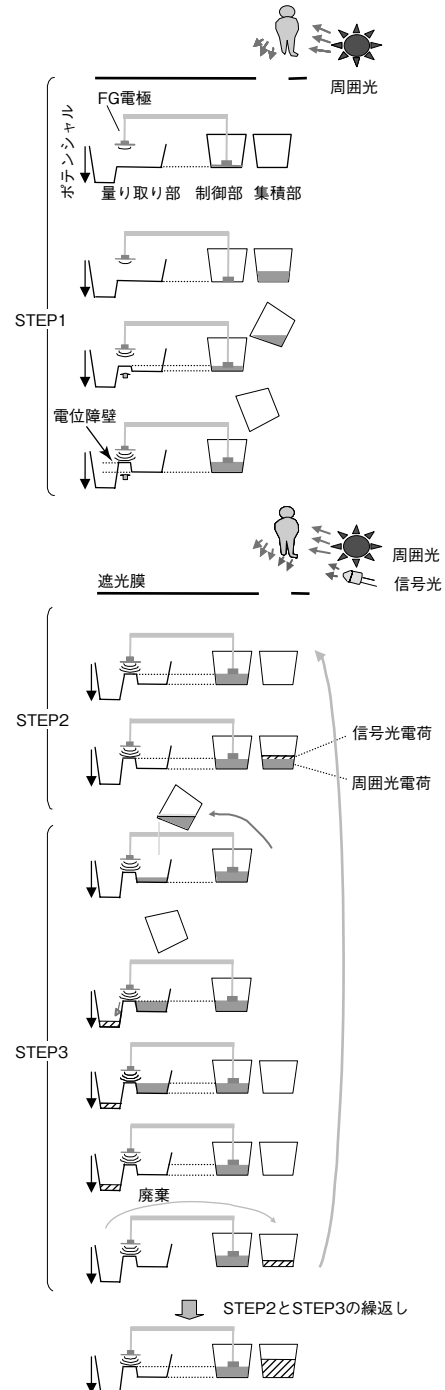 周囲光
FG電極
ポテンシャル
量り取り部
制御部
集積部
STEP1
電位障壁
周囲光
信号光
遮光膜
STEP2
信号光電荷
周囲光電荷
STEP3
廃棄
STEP2とSTEP3の繰返し